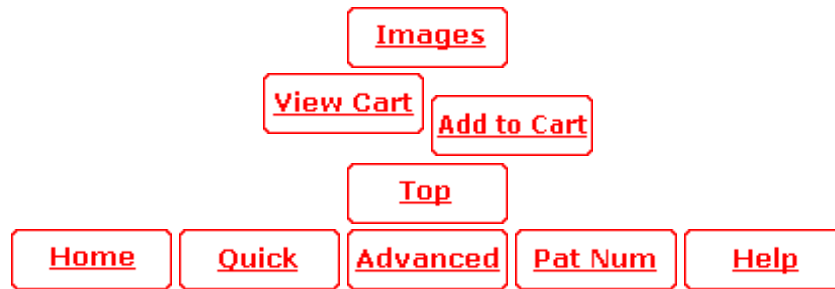 Images
View Cart
Add to Cart
Top
Home Quick Advanced Pat Num Help